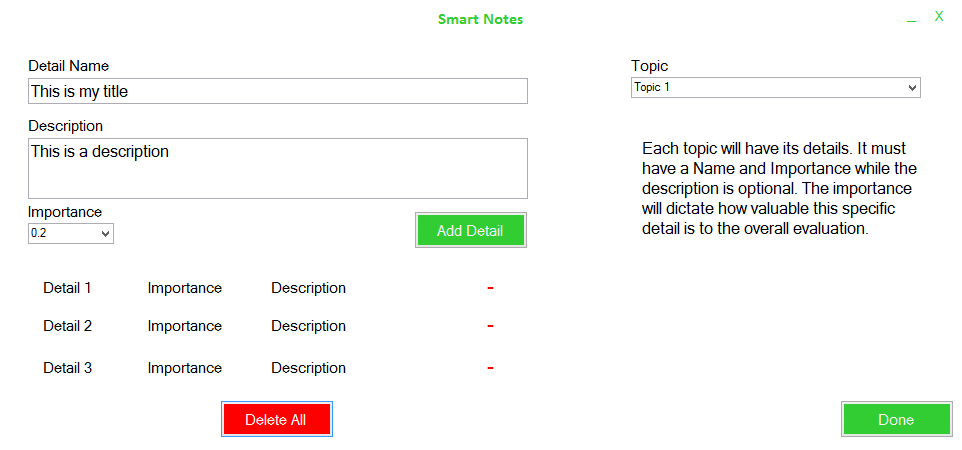 Smart Notes
_ X
Detail Name
This is my title
Topic
Topic 1
Description
This is a description
Each topic will have its details. It must
have a Name and Importance while the
description is optional. The importance
will dictate how valuable this specific
detail is to the overall evaluation.
Importance
0.2
Add Detail
Detail 1 Importance Description -
Detail 2 Importance Description -
Detail 3 Importance Description -
Delete All
Done